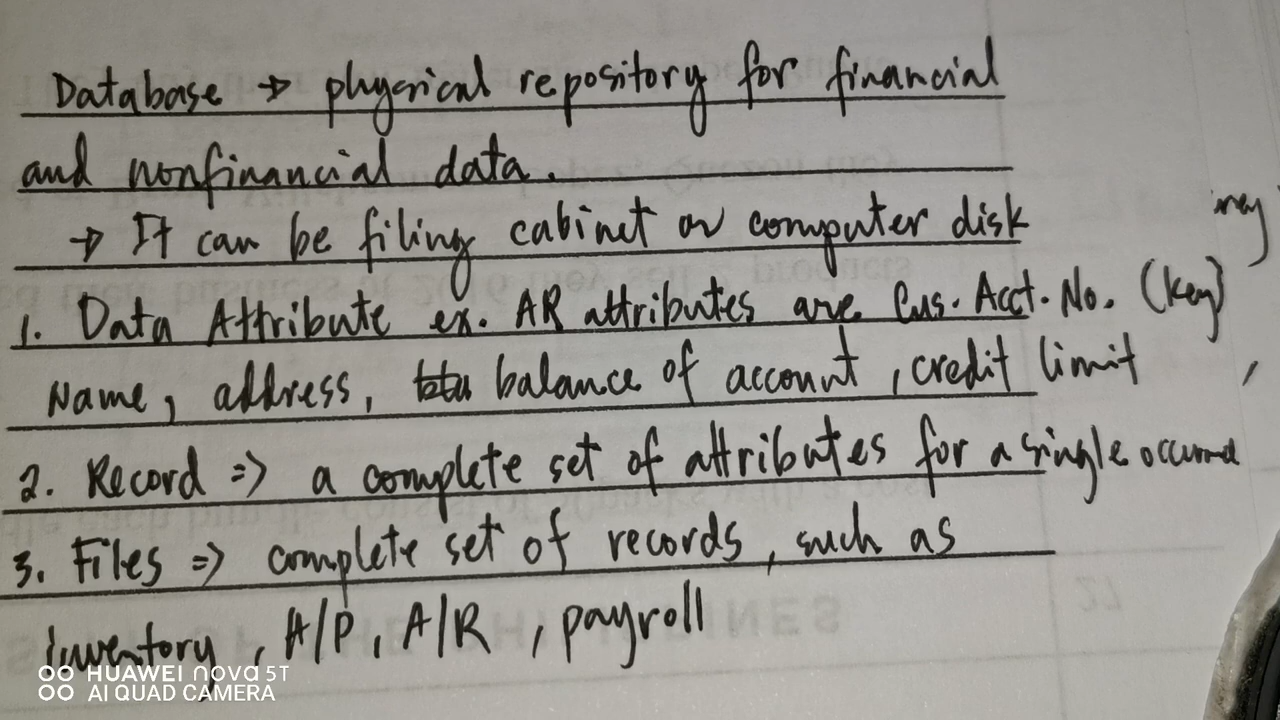 Database → physical repository for financial
and nonfinancial data.
→ It can be filing cabinet or computer disk
1. Data Attribute ex. AR attributes are Cus. Acct. No. (key)
Name, address, balance of account, credit limit
2. Record => a complete set of attributes for a single
3. Files => complete set of records, such as
inventory, A/P, A/R, payroll
HUAWEI nova 5T
AI QUAD CAMERA